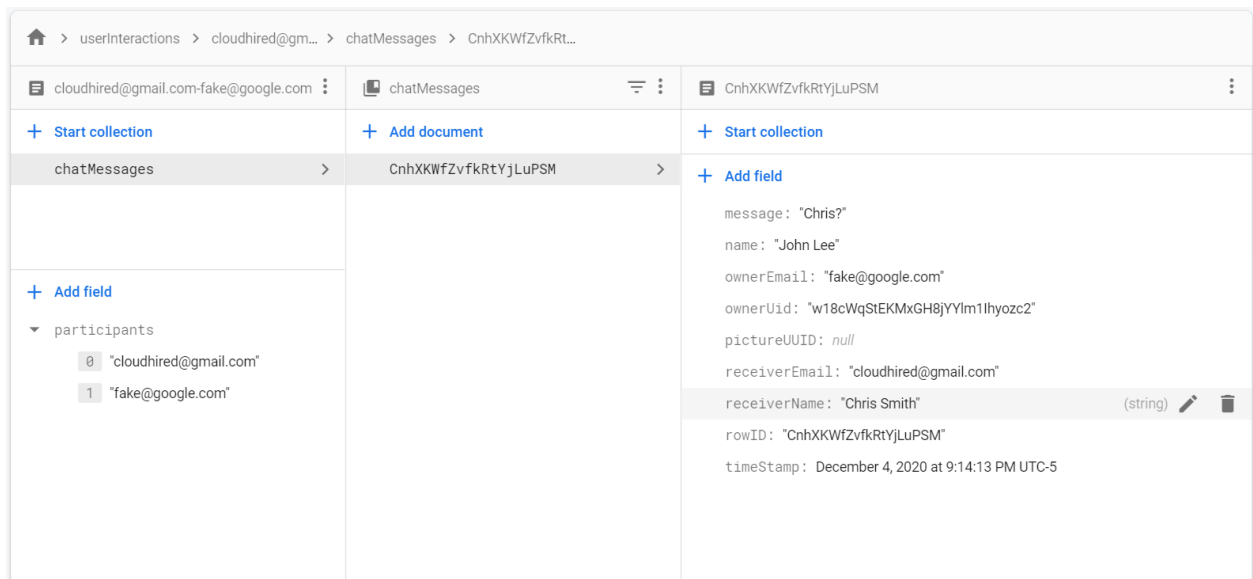 userInteractions > cloudhired@gm... > chatMessages > CnhXKWfZvfkRt...
cloudhired@gmail.com-fake@google.com
Start collection
chatMessages
Add field
participants
0 "cloudhired@gmail.com"
1 "fake@google.com"
chatMessages
Add document
CnhXKWfZvfkRtYjLuPSM
CnhXKWfZvfkRtYjLuPSM
Start collection
Add field
message: "Chris?"
name: "John Lee"
ownerEmail: "fake@google.com"
ownerUid: "w18cWqStEKMxGH8jYYlm1Ihyozc2"
pictureUUID: null
receiverEmail: "cloudhired@gmail.com"
receiverName: "Chris Smith" (string)
rowID: "CnhXKWfZvfkRtYjLuPSM"
timeStamp: December 4, 2020 at 9:14:13 PM UTC-5